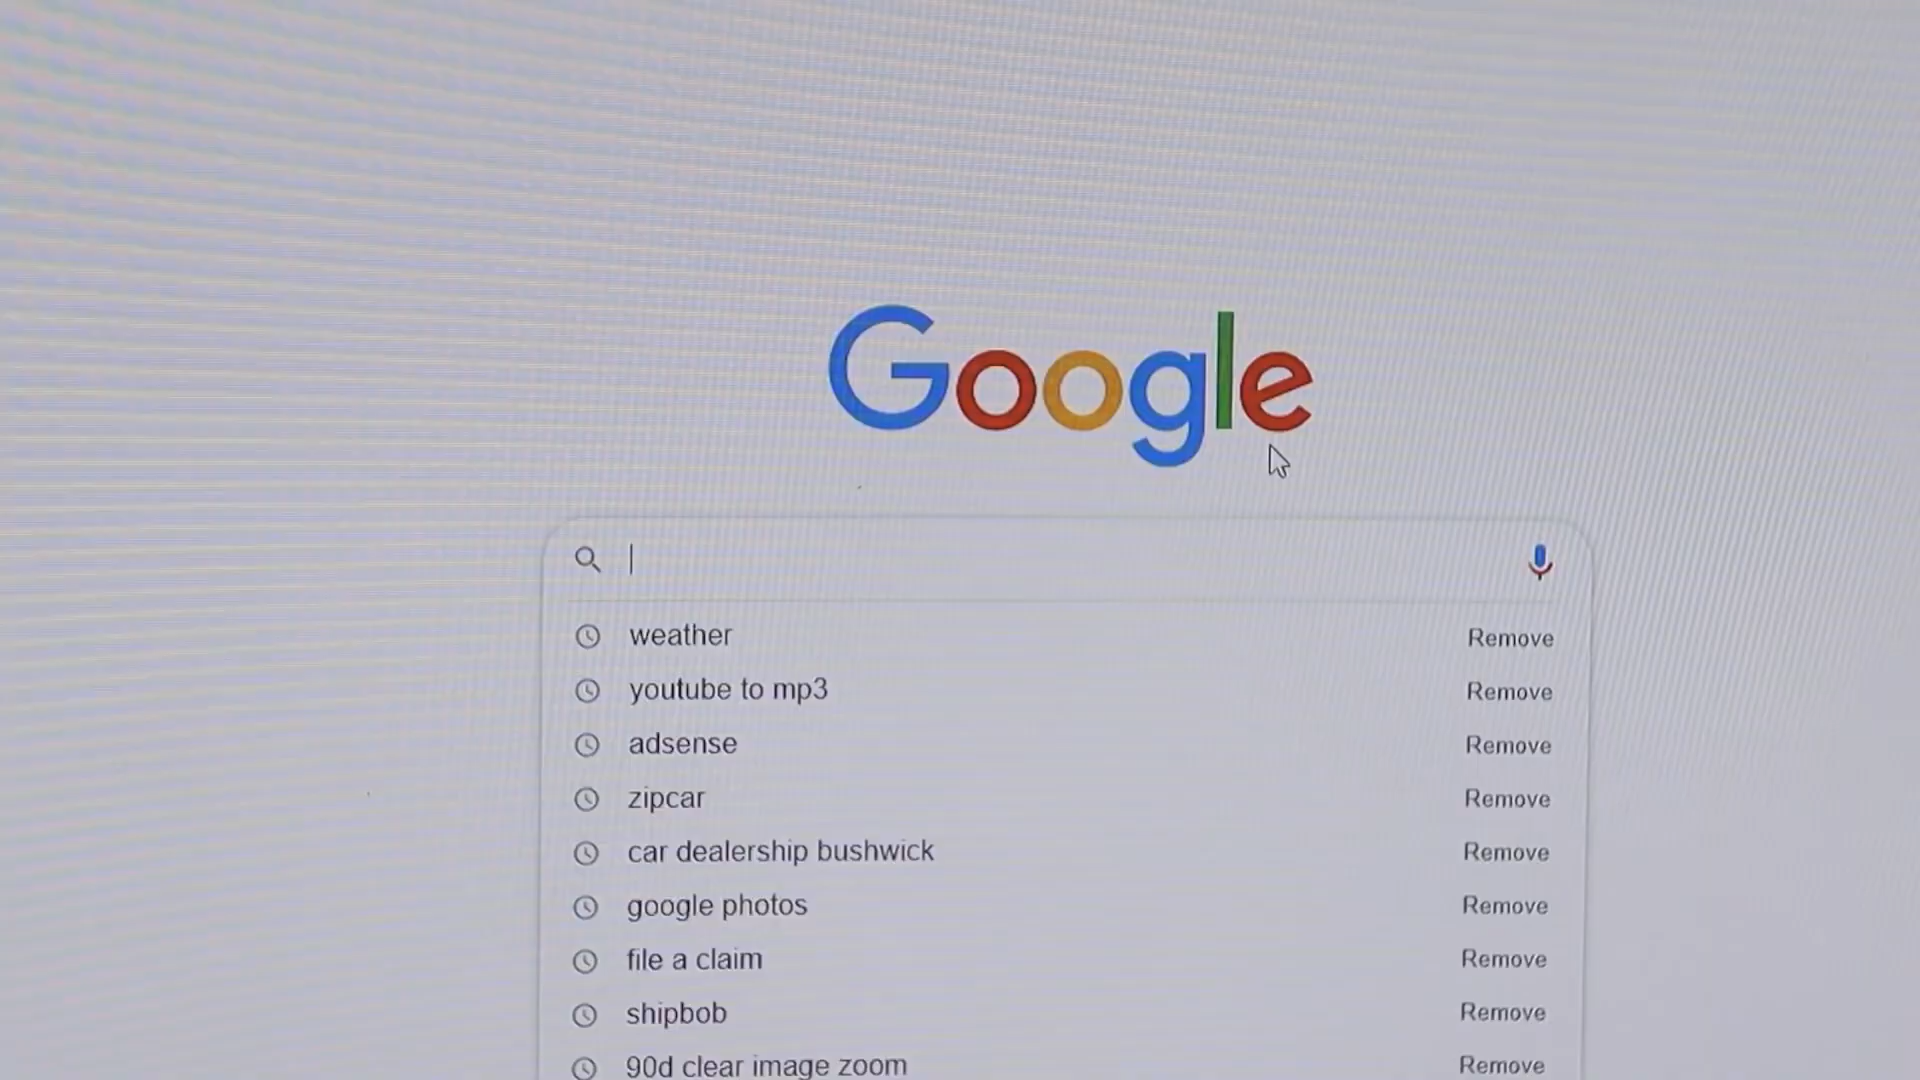 Google
weather Remove
youtube to mp3 Remove
adsense Remove
zipcar Remove
car dealership bushwick Remove
google photos Remove
file a claim Remove
shipbob Remove
90d clear image zoom Remove